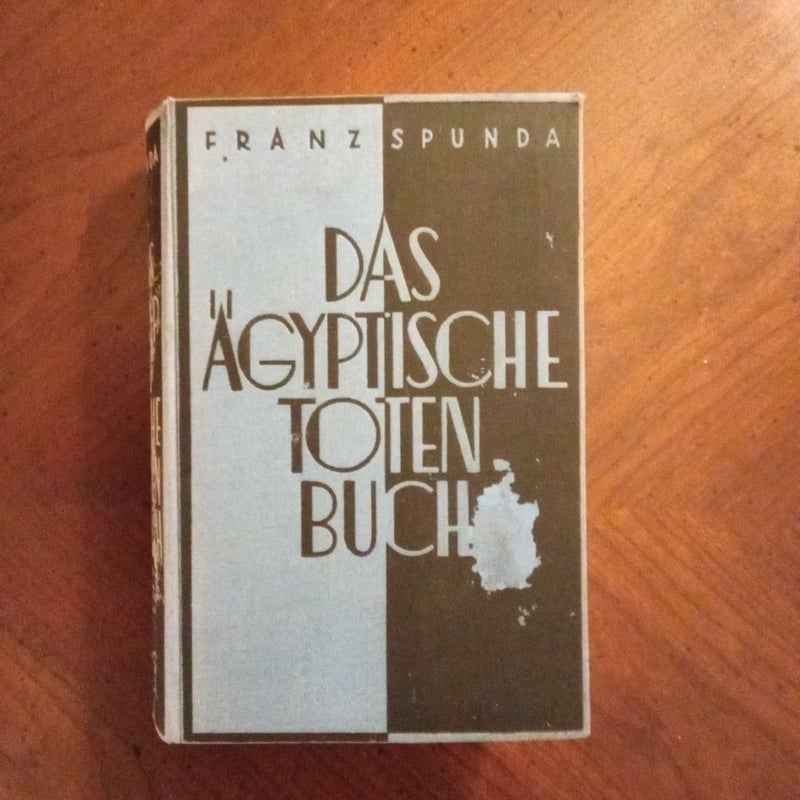 FRANZ SPUNDA
DAS
ÄGYPTISCHE
TOTEN
BUCH